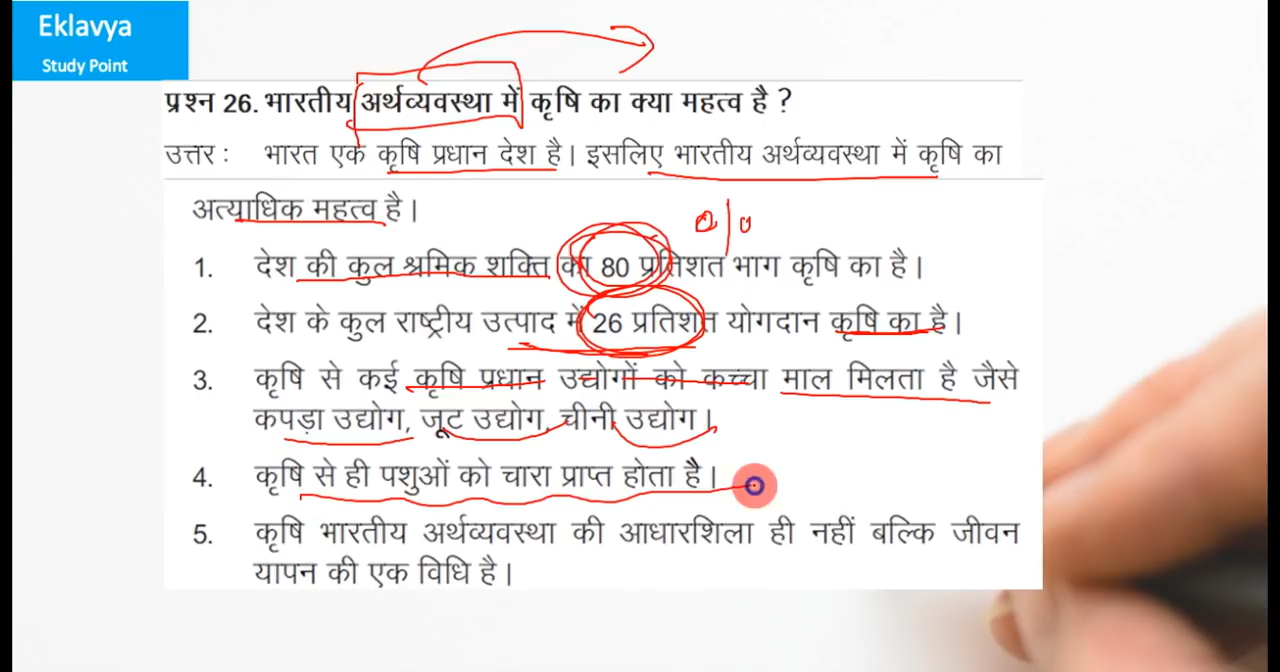 Eklavya
Study Point
प्रश्न 26. भारतीय अर्थव्यवस्था में कृषि का क्या महत्व है ?
उत्तर : भारत एक कृषि प्रधान देश है। इसलिए भारतीय अर्थव्यवस्था में कृषि का
अत्याधिक महत्व है।
1. देश की कुल श्रमिक शक्ति का 80 प्रतिशत भाग कृषि का है।
2. देश के कुल राष्ट्रीय उत्पाद में 26 प्रतिशत योगदान कृषि का है।
3. कृषि से कई कृषि प्रधान उद्योगों को कच्चा माल मिलता है जैसे
कपड़ा उद्योग, जूट उद्योग, चीनी उद्योग।
4. कृषि से ही पशुओं को चारा प्राप्त होता है।
5. कृषि भारतीय अर्थव्यवस्था की आधारशिला ही नहीं बल्कि जीवन
यापन की एक विधि है।